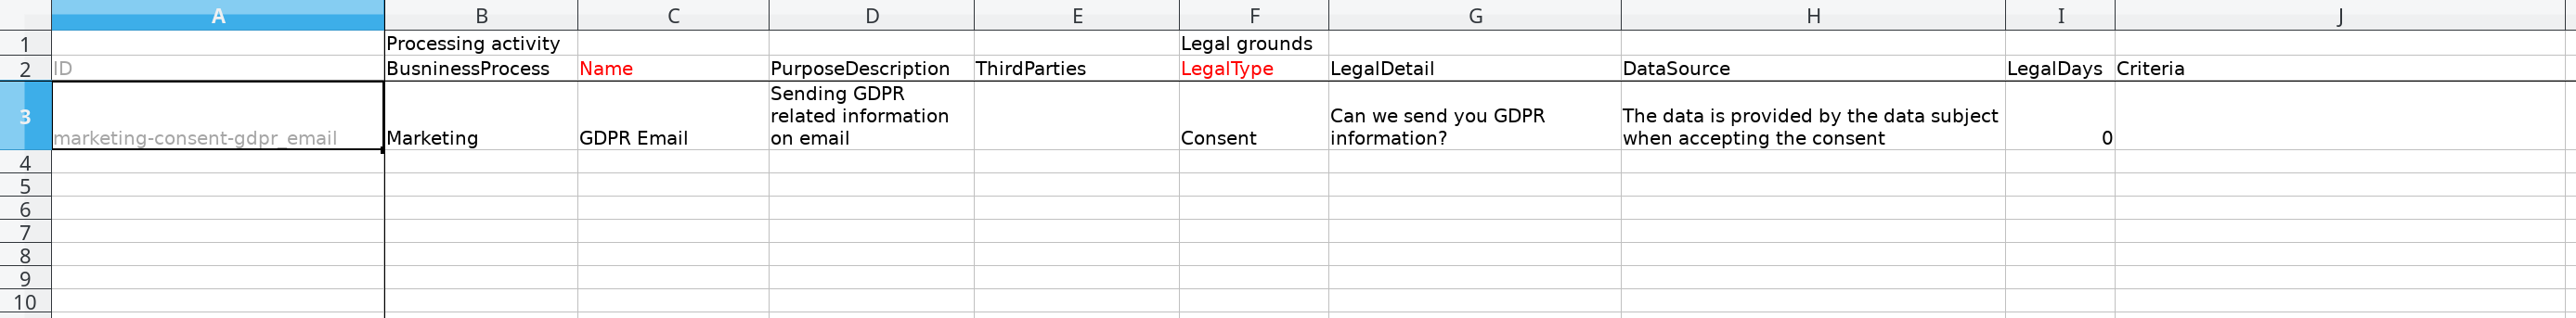 A B C D E F G H I J
1 Processing activity Legal grounds
2 ID BusninessProcess Name PurposeDescription ThirdParties LegalType LegalDetail DataSource LegalDays Criteria
Sending GDPR
3 related information Can we send you GDPR The data is provided by the data subject
marketing-consent-gdpr_email Marketing GDPR Email on email Consent information? when accepting the consent 0
4
5
6
7
8
9
10